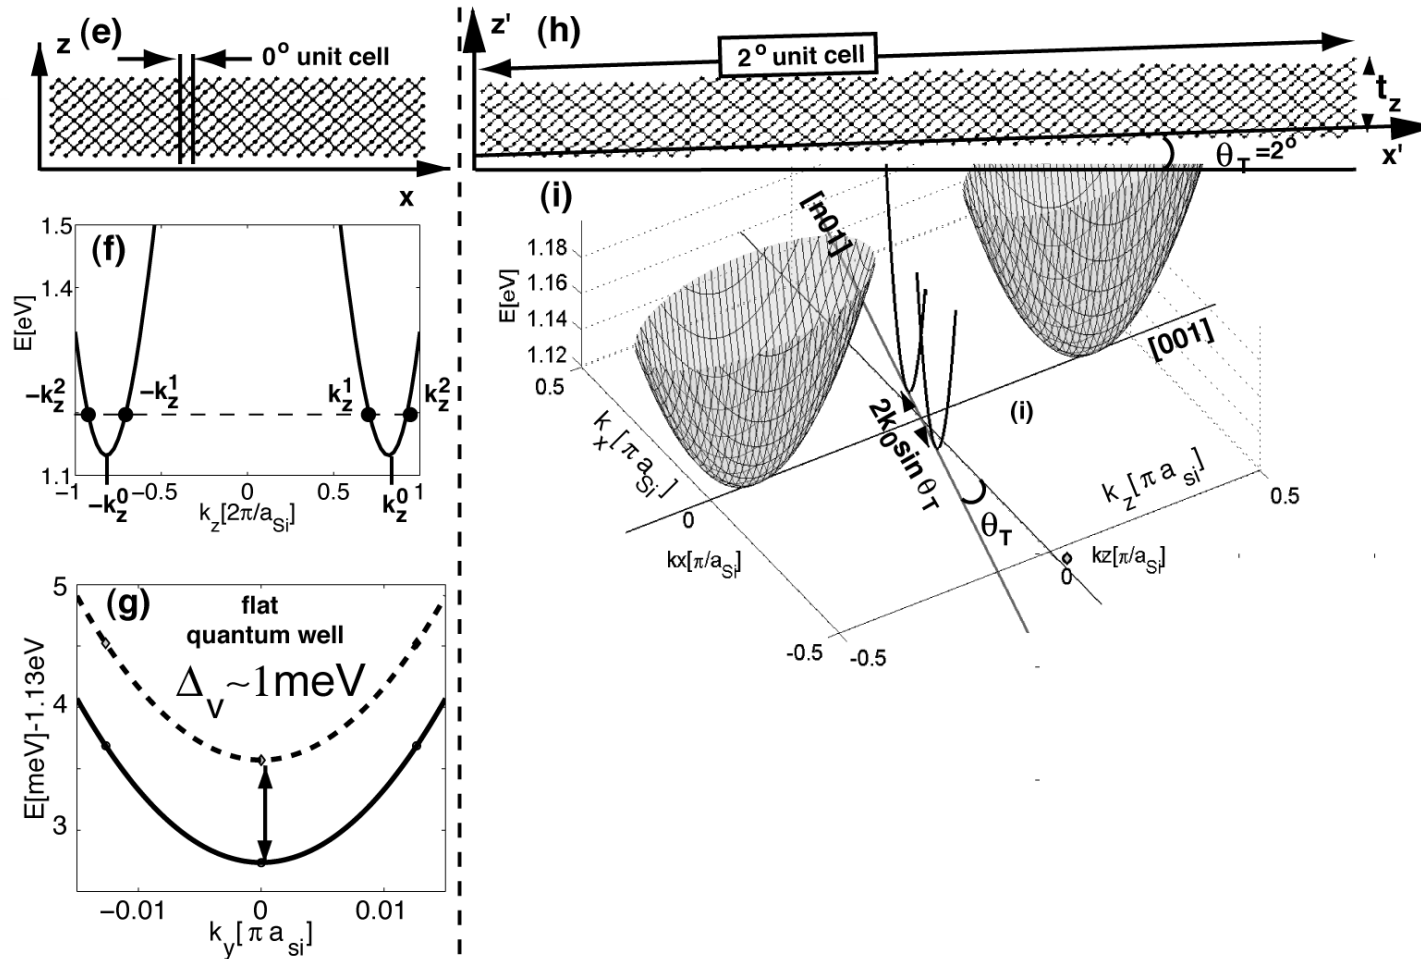 (e)
z
0° unit cell
x
(f)
1.5
1.4
1.1
E[eV]
-k_z^2
-k_z^1
k_z^1
k_z^2
-1
-0.5
0
0.5
1
-k_z^0
k_z^0
k_z[2π/a_Si]
(g)
flat
quantum well
Δ_v~1meV
5
4
3
E[meV]-1.13eV
-0.01
0
0.01
k_y[π a_si]
z'
(h)
2° unit cell
t_z
x'
θ_T=2°
(i)
[n01]
1.18
1.16
1.14
1.12
E[eV]
0.5
[001]
k_x[π a_Si]
2k_0 sin θ_T
(i)
k_z[π a_si]
0.5
0
θ_T
kx[π/a_Si]
kz[π/a_Si]
0
-0.5
-0.5